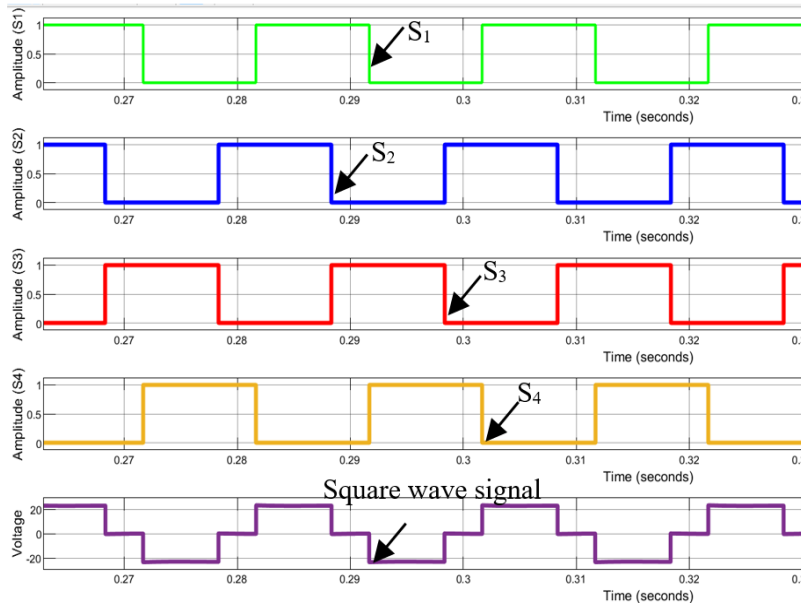 Amplitude (S1)
1
0.5
0
S1
0.27 0.28 0.29 0.3 0.31 0.32 0.
Time (seconds)
Amplitude (S2)
1
0.5
0
S2
0.27 0.28 0.29 0.3 0.31 0.32 0.
Time (seconds)
Amplitude (S3)
1
0.5
0
S3
0.27 0.28 0.29 0.3 0.31 0.32 0.
Time (seconds)
Amplitude (S4)
1
0.5
0
S4
0.27 0.28 0.29 0.3 0.31 0.32 0.
Time (seconds)
Square wave signal
Voltage
20
0
-20
0.27 0.28 0.29 0.3 0.31 0.32 0.
Time (seconds)